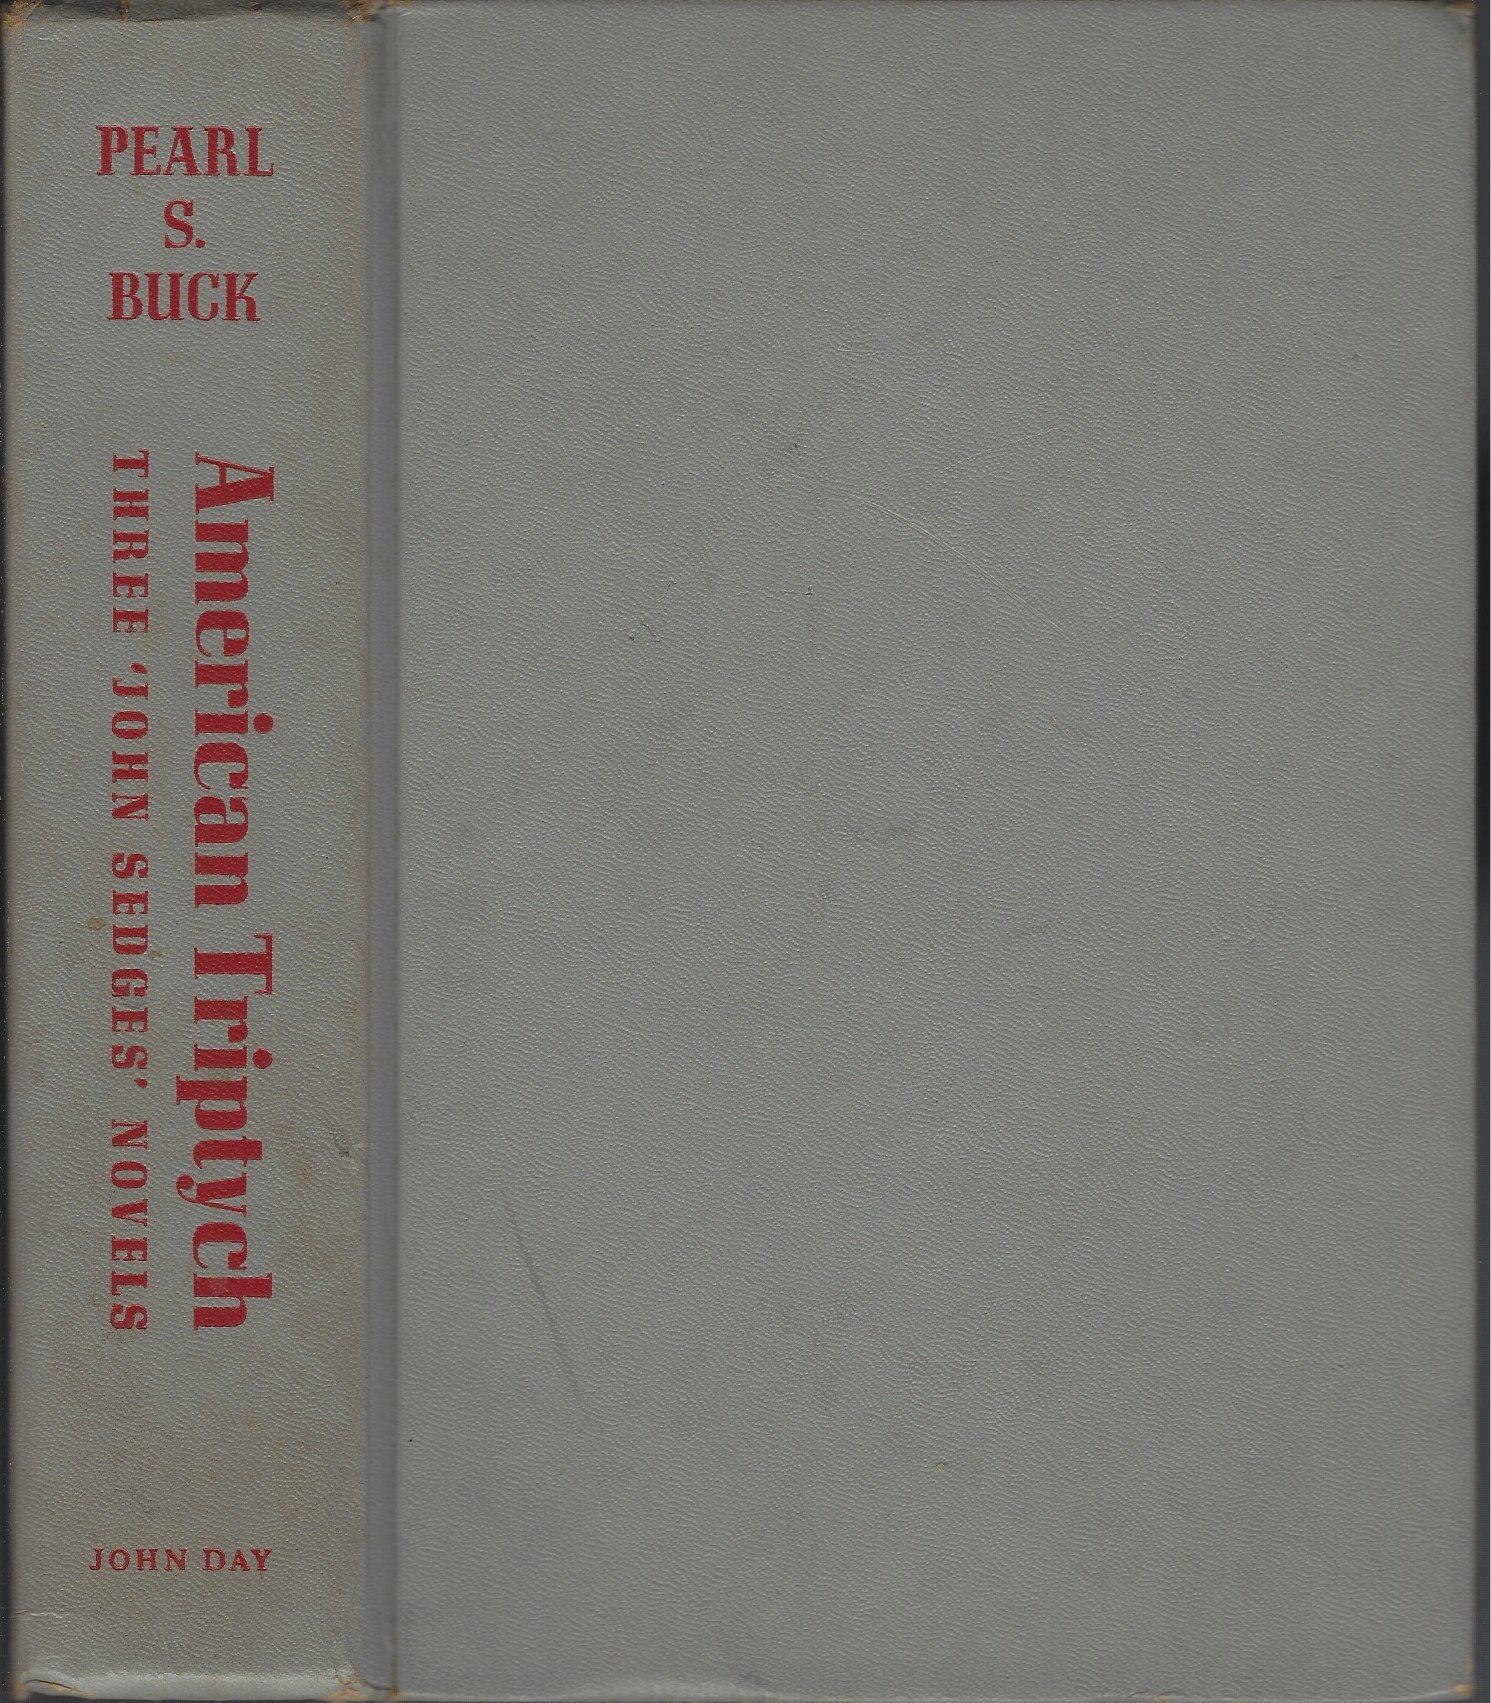 PEARL
S.
BUCK
American Triptych
THREE 'JOHN SEDGES' NOVELS
JOHN DAY